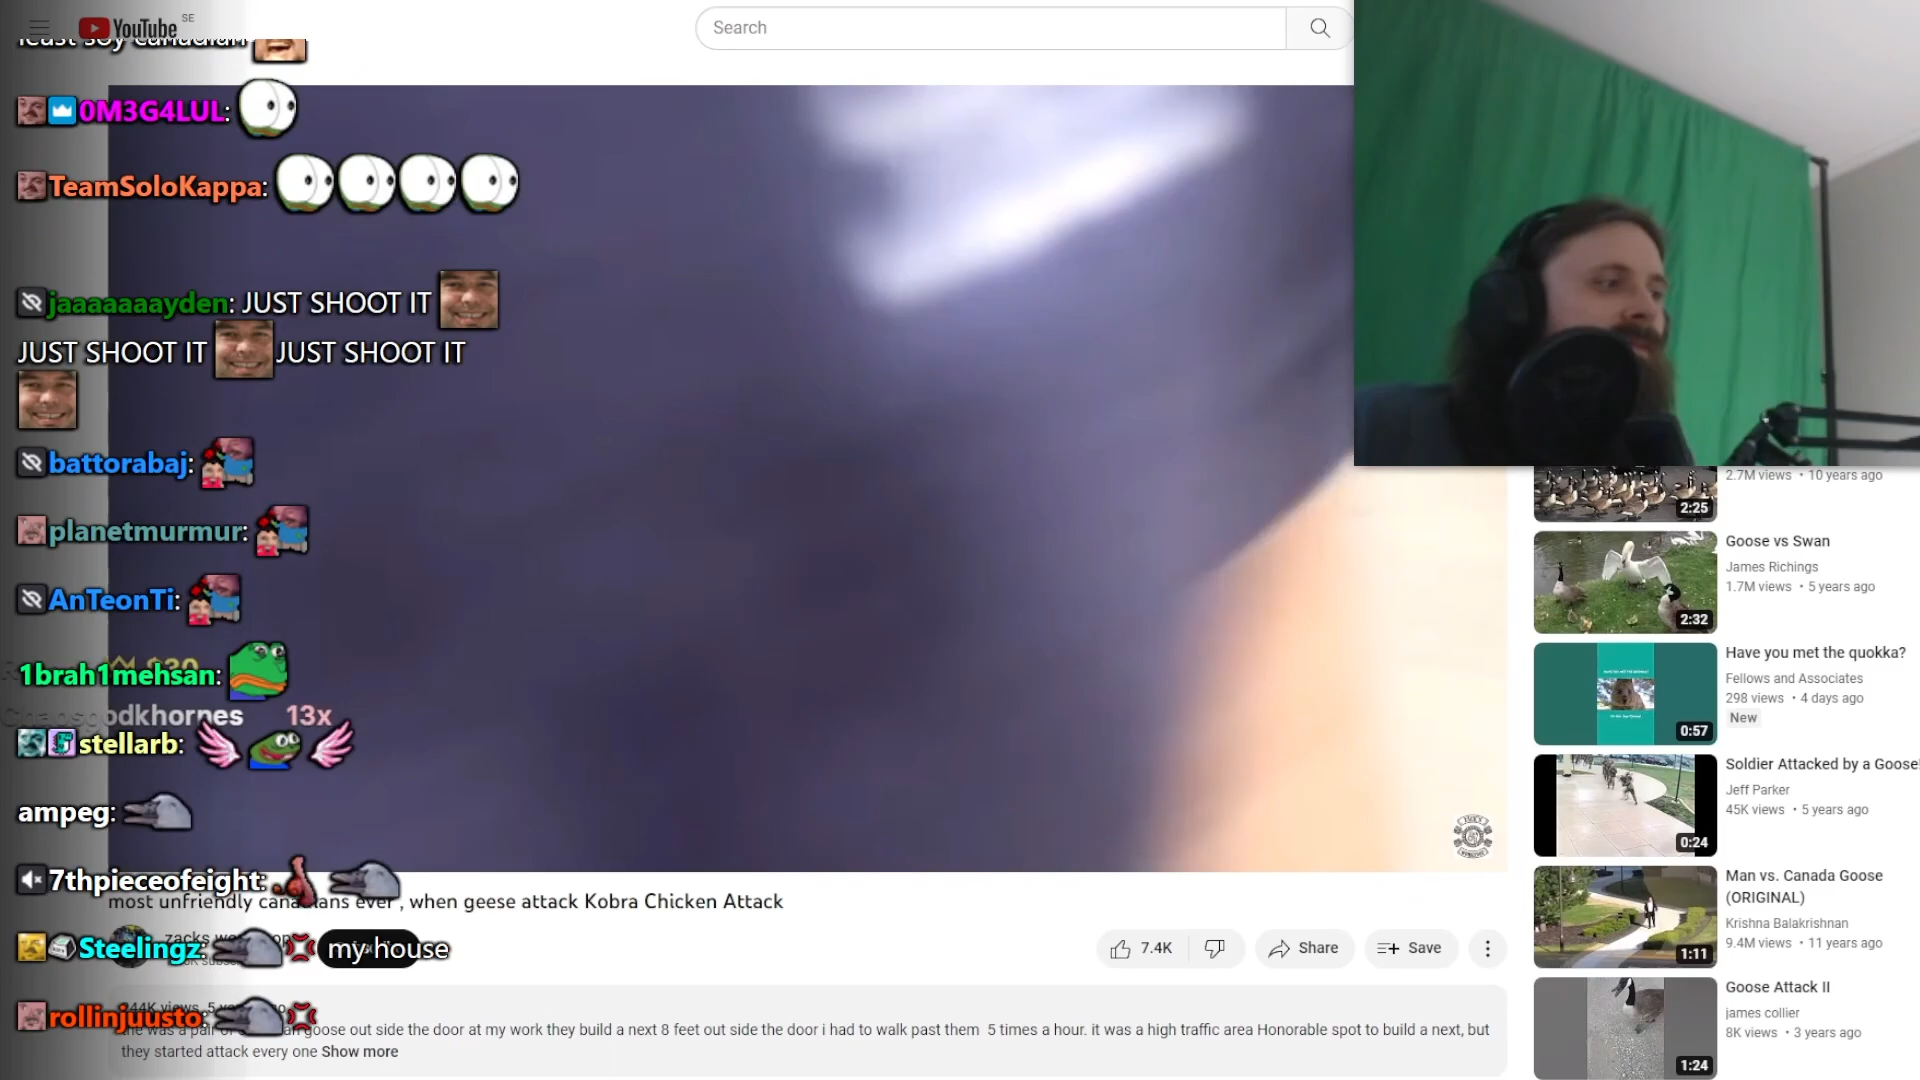 YouTube SE
Search
least soy canadian
0M3G4LUL:
TeamSoloKappa:
jaaaaaaayden: JUST SHOOT IT
JUST SHOOT IT JUST SHOOT IT
battorabaj:
planetmurmur:
AnTeonTi:
$30
1brah1mehsan:
13x
stellarb:
ampeg:
7thpieceofeight:
most unfriendly canadians ever , when geese attack Kobra Chicken Attack
Steelingz: my house
7.4K
Share
Save
rollinjuusto:
goose out side the door at my work they build a next 8 feet out side the door i had to walk past them 5 times a hour. it was a high traffic area Honorable spot to build a next, but
they started attack every one Show more
2.7M views • 10 years ago
2:25
Goose vs Swan
James Richings
1.7M views • 5 years ago
2:32
Have you met the quokka?
Fellows and Associates
298 views • 4 days ago
New
0:57
Soldier Attacked by a Goose!
Jeff Parker
45K views • 5 years ago
0:24
Man vs. Canada Goose
(ORIGINAL)
Krishna Balakrishnan
9.4M views • 11 years ago
1:11
Goose Attack II
james collier
8K views • 3 years ago
1:24